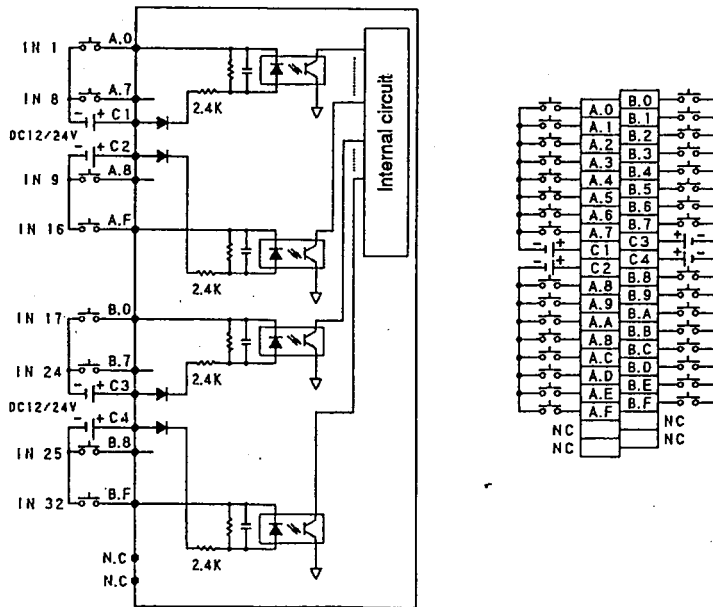 IN 1
A.0
IN 8
A.7
- + C1
DC12/24V
- + C2
IN 9
A.8
IN 16
A.F
2.4K
2.4K
Internal circuit
IN 17
B.0
IN 24
B.7
- + C3
DC12/24V
- + C4
IN 25
B.8
IN 32
B.F
2.4K
2.4K
N.C
N.C
A.0
A.1
A.2
A.3
A.4
A.5
A.6
A.7
- + C1
- + C2
A.8
A.9
A.A
A.B
A.C
A.D
A.E
A.F
NC
NC
B.0
B.1
B.2
B.3
B.4
B.5
B.6
B.7
C3 + -
C4 + -
B.8
B.9
B.A
B.B
B.C
B.D
B.E
B.F
NC
NC